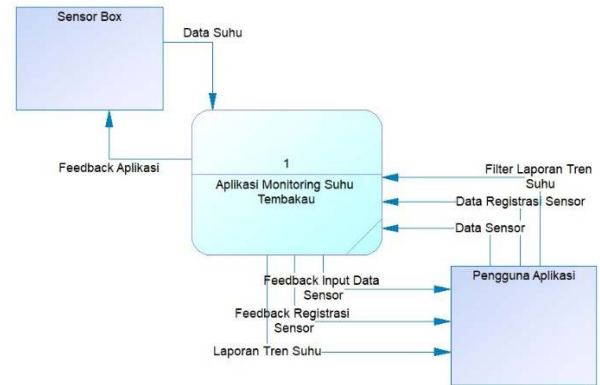 Sensor Box
Data Suhu
Feedback Aplikasi
1
Aplikasi Monitoring Suhu
Tembakau
Filter Laporan Tren
Suhu
Data Registrasi Sensor
Data Sensor
Pengguna Aplikasi
Feedback Input Data
Sensor
Feedback Registrasi
Sensor
Laporan Tren Suhu